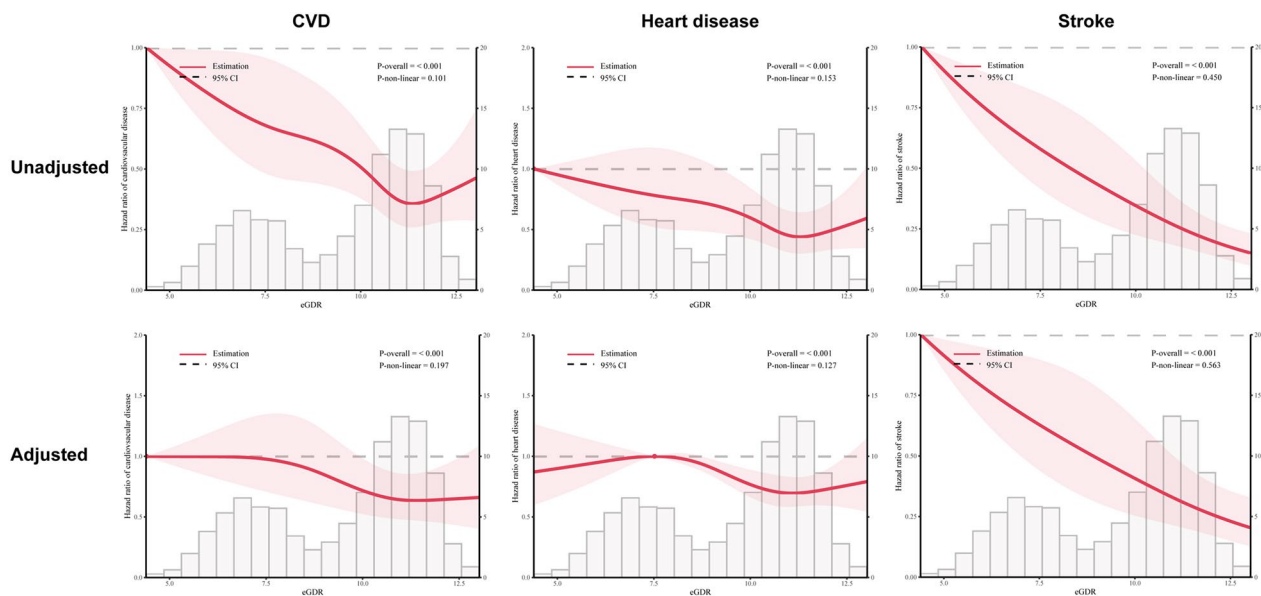 CVD
Heart disease
Stroke
Unadjusted
Hazad ratio of cardiovsacular disease
1.00
0.75
0.50
0.25
0.00
Estimation
95% CI
P-overall = < 0.001
P-non-linear = 0.101
20
15
10
5
0
5.0
7.5
10.0
12.5
eGDR
Hazad ratio of heart disease
2.0
1.5
1.0
0.5
0.0
Estimation
95% CI
P-overall = < 0.001
P-non-linear = 0.153
20
15
10
5
0
5.0
7.5
10.0
12.5
eGDR
Hazad ratio of stroke
1.00
0.75
0.50
0.25
0.00
Estimation
95% CI
P-overall = < 0.001
P-non-linear = 0.450
20
15
10
5
0
5.0
7.5
10.0
12.5
eGDR
Adjusted
Hazad ratio of cardiovsacular disease
2.0
1.5
1.0
0.5
0.0
Estimation
95% CI
P-overall = < 0.001
P-non-linear = 0.197
20
15
10
5
0
5.0
7.5
10.0
12.5
eGDR
Hazad ratio of heart disease
2.0
1.5
1.0
0.5
0.0
Estimation
95% CI
P-overall = < 0.001
P-non-linear = 0.127
20
15
10
5
0
5.0
7.5
10.0
12.5
eGDR
Hazad ratio of stroke
1.00
0.75
0.50
0.25
0.00
Estimation
95% CI
P-overall = < 0.001
P-non-linear = 0.563
20
15
10
5
0
5.0
7.5
10.0
12.5
eGDR